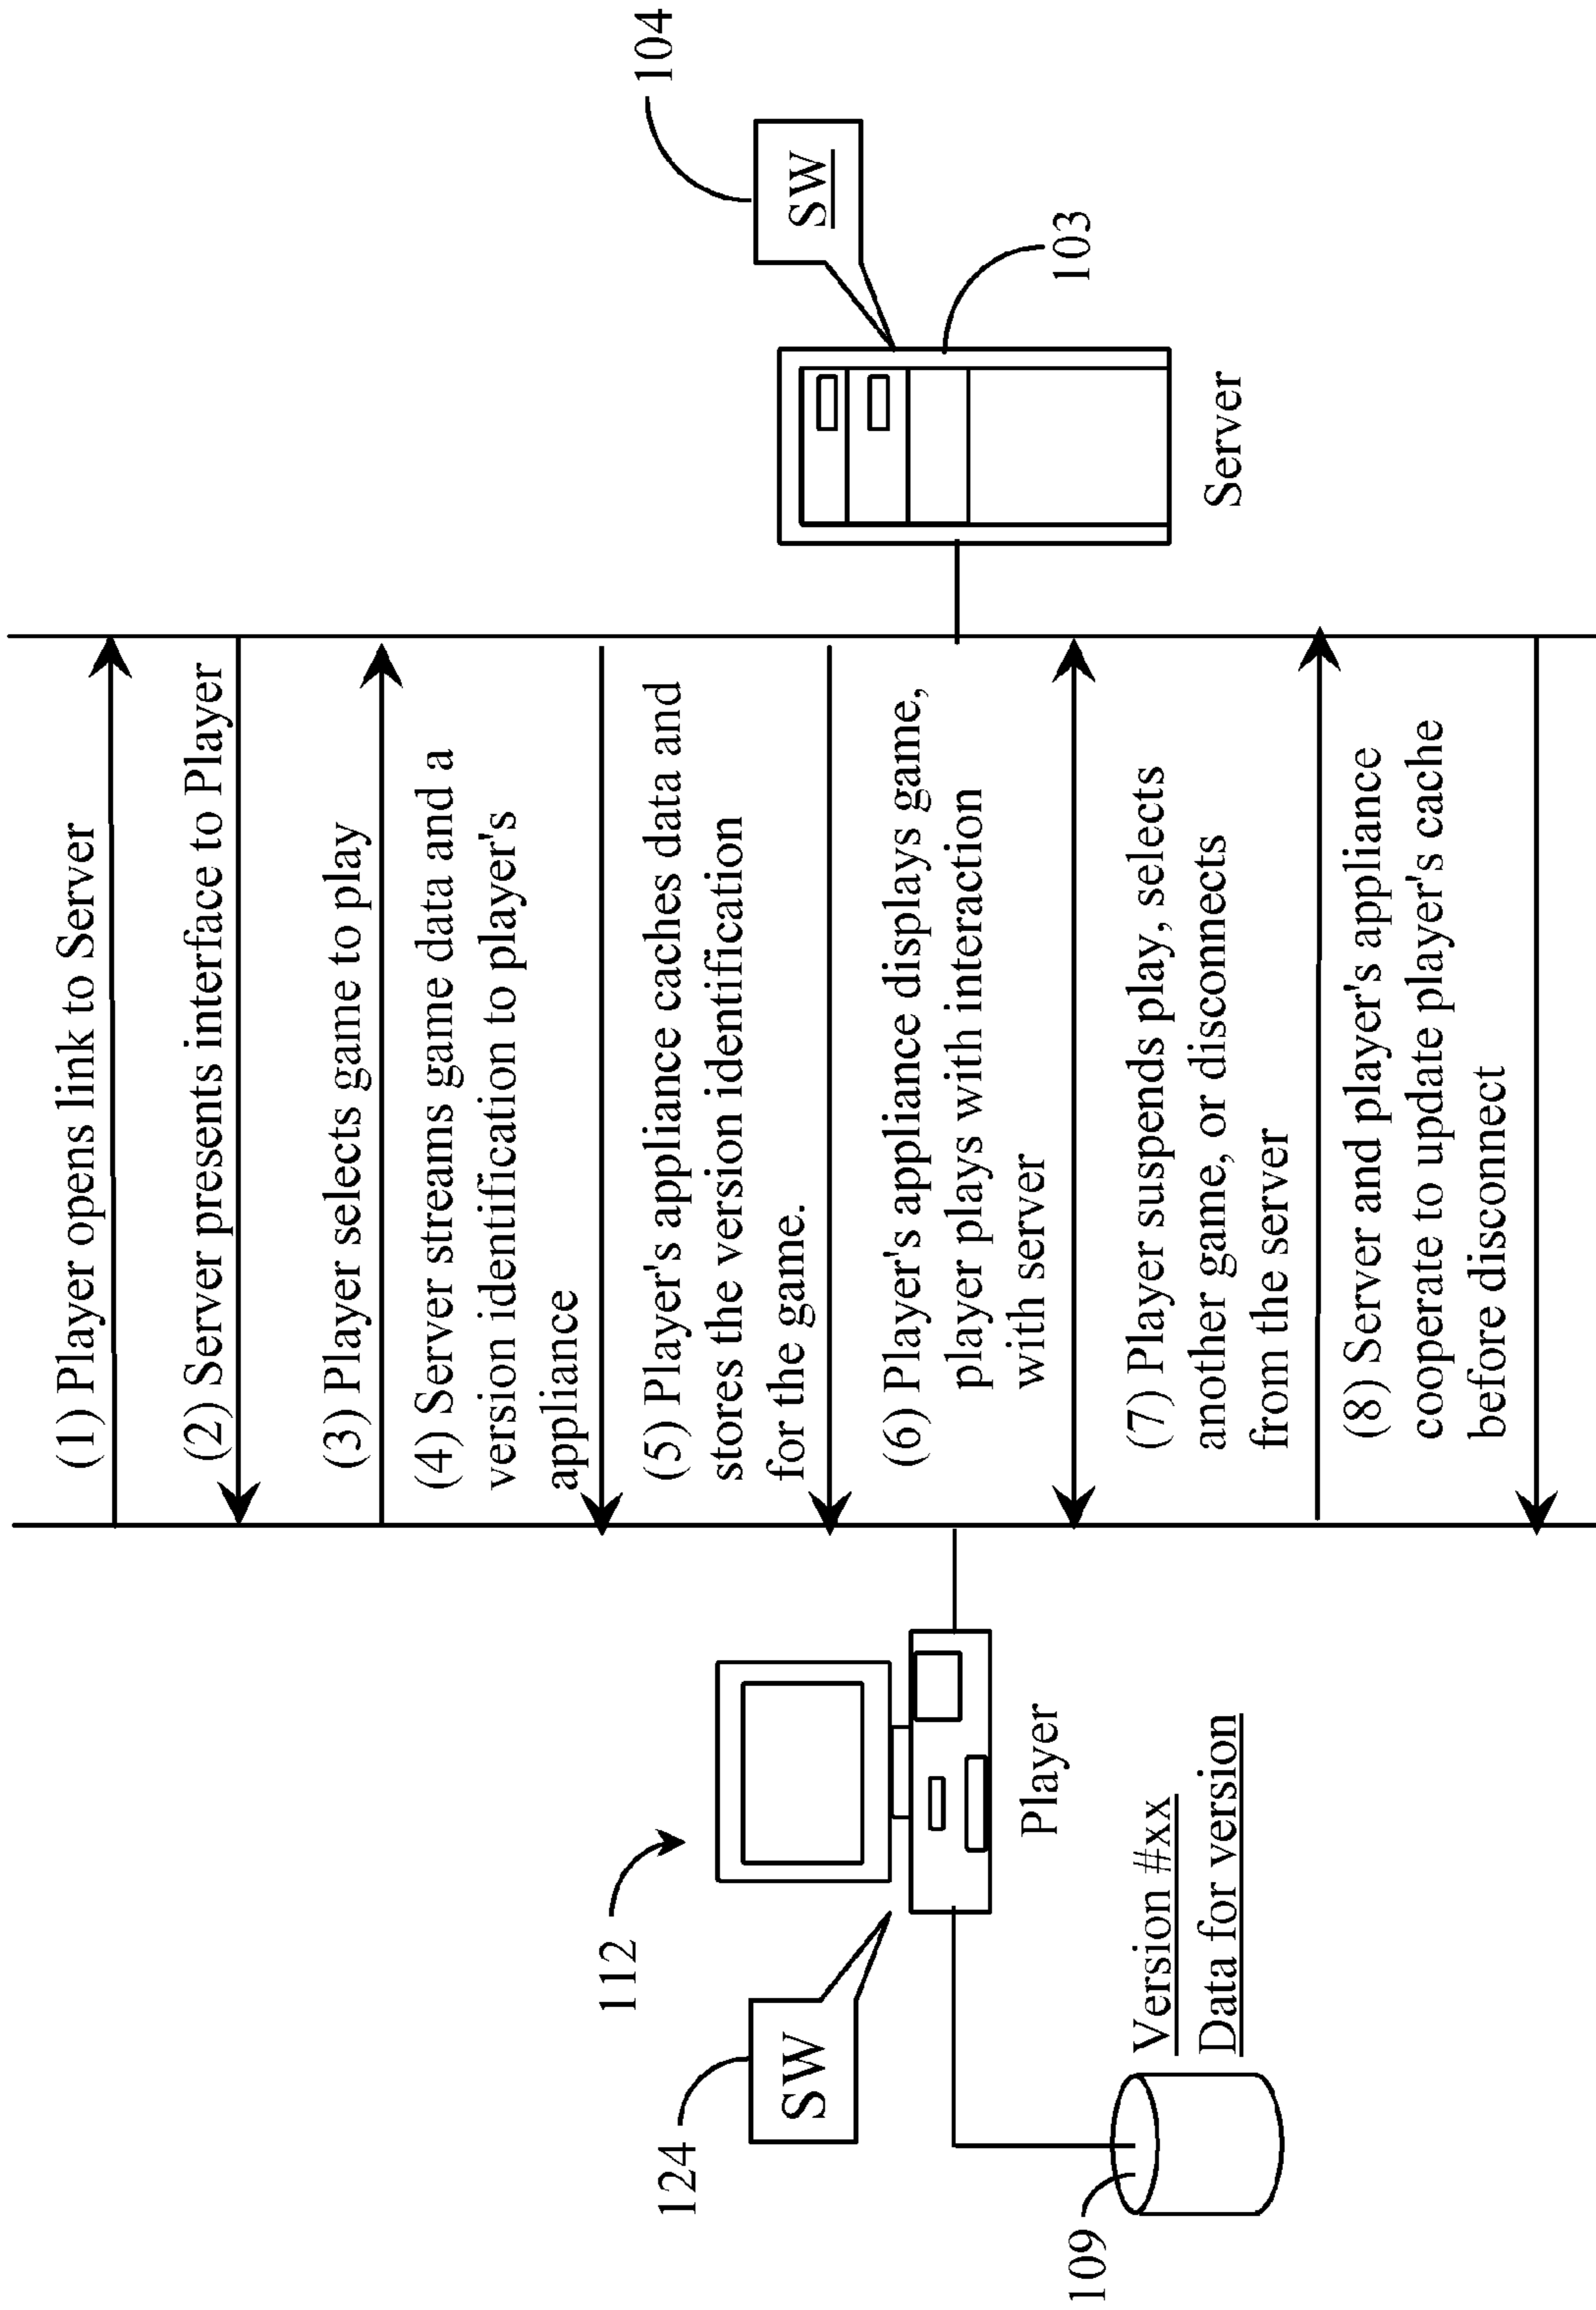 (1) Player opens link to Server
(2) Server presents interface to Player
(3) Player selects game to play
(4) Server streams game data and a
version identification to player's
appliance
(5) Player's appliance caches data and
stores the version identification
for the game.
(6) Player's appliance displays game,
player plays with interaction
with server
(7) Player suspends play, selects
another game, or disconnects
from the server
(8) Server and player's appliance
cooperate to update player's cache
before disconnect
112
124
SW
Player
109
Version #xx
Data for version
104
SW
103
Server